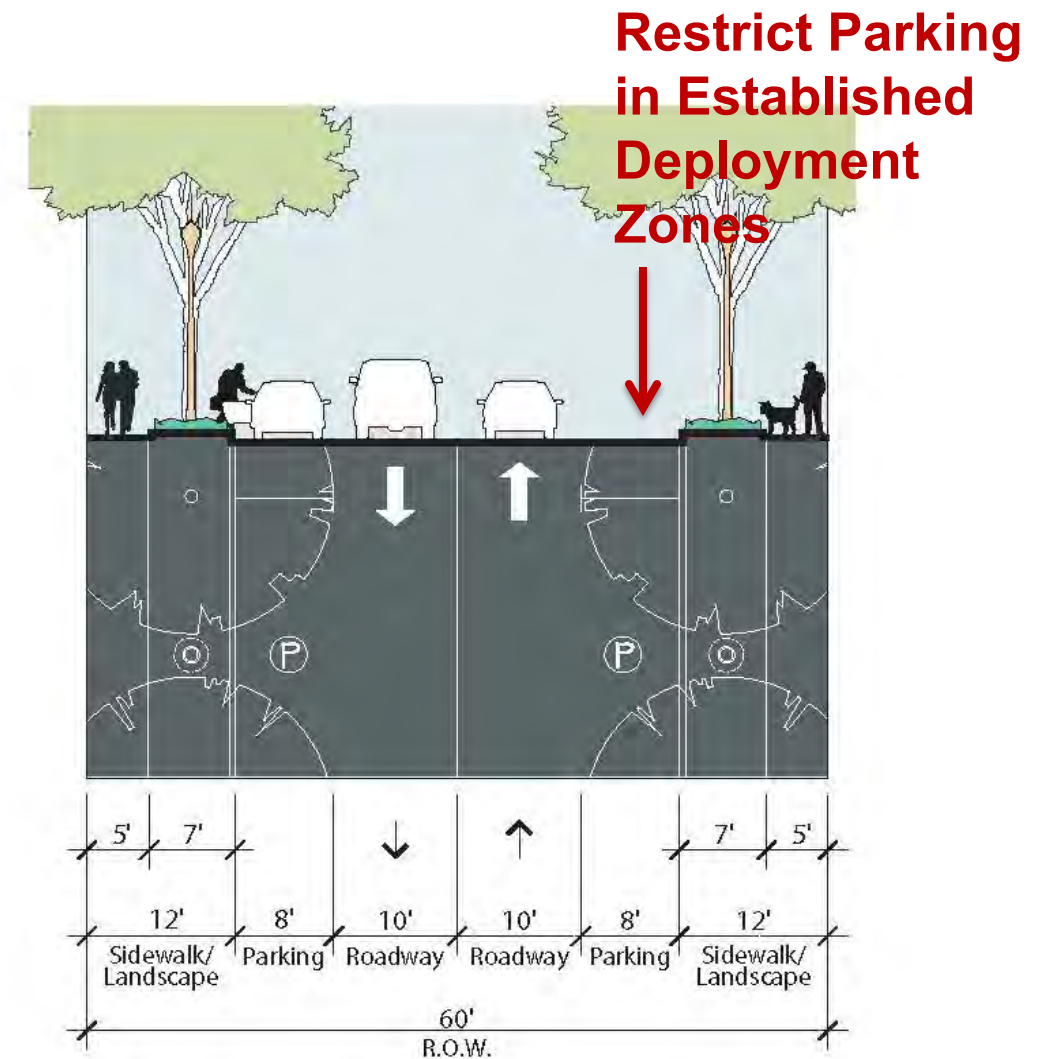 Restrict Parking
in Established
Deployment
Zones
P P
5' 7' 7' 5'
12' 8' 10' 10' 8' 12'
Sidewalk/ Parking Roadway Roadway Parking Sidewalk/
Landscape Landscape
60'
R.O.W.